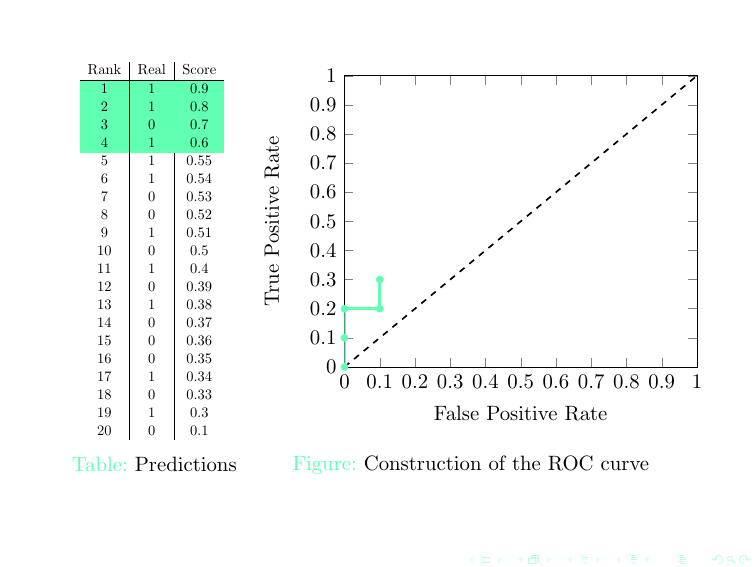 Rank Real Score
1 1 0.9
2 1 0.8
3 0 0.7
4 1 0.6
5 1 0.55
6 1 0.54
7 0 0.53
8 0 0.52
9 1 0.51
10 0 0.5
11 1 0.4
12 0 0.39
13 1 0.38
14 0 0.37
15 0 0.36
16 0 0.35
17 1 0.34
18 0 0.33
19 1 0.3
20 0 0.1
Table: Predictions
True Positive Rate
1
0.9
0.8
0.7
0.6
0.5
0.4
0.3
0.2
0.1
0
0 0.1 0.2 0.3 0.4 0.5 0.6 0.7 0.8 0.9 1
False Positive Rate
Figure: Construction of the ROC curve